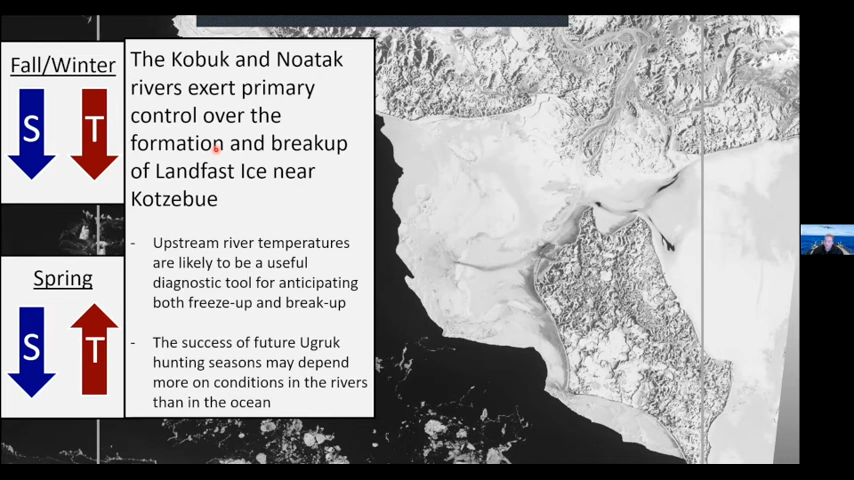 Fall/Winter
S
T
Spring
S
T
The Kobuk and Noatak
rivers exert primary
control over the
formation and breakup
of Landfast Ice near
Kotzebue
- Upstream river temperatures
are likely to be a useful
diagnostic tool for anticipating
both freeze-up and break-up
- The success of future Ugruk
hunting seasons may depend
more on conditions in the rivers
than in the ocean